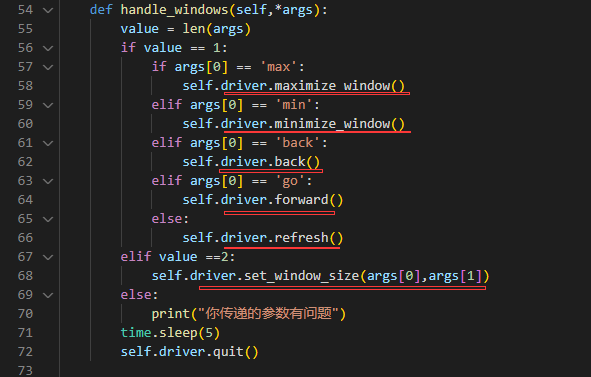 54 def handle_windows(self,*args):
55 value = len(args)
56 if value == 1:
57 if args[0] == 'max':
58 self.driver.maximize_window()
59 elif args[0] == 'min':
60 self.driver.minimize_window()
61 elif args[0] == 'back':
62 self.driver.back()
63 elif args[0] == 'go':
64 self.driver.forward()
65 else:
66 self.driver.refresh()
67 elif value ==2:
68 self.driver.set_window_size(args[0],args[1])
69 else:
70 print("你传递的参数有问题")
71 time.sleep(5)
72 self.driver.quit()
73